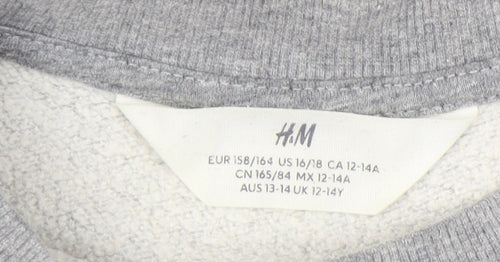 H&M
EUR 158/164 US 16/18 CA 12-14A
CN 165/84 MX 12-14A
AUS 13-14 UK 12-14Y